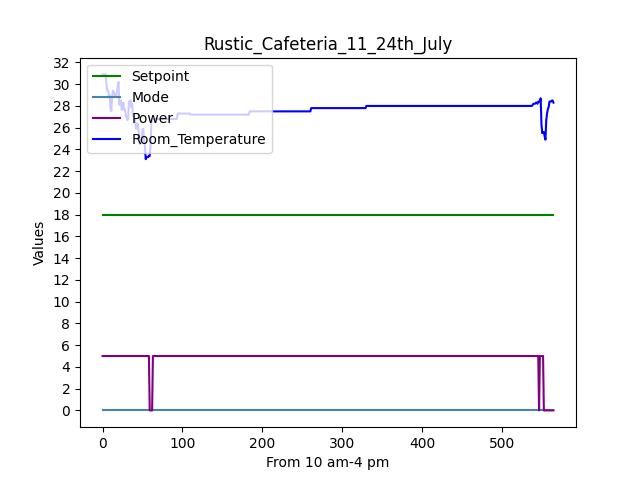 Rustic_Cafeteria_11_24th_July
32
30
28
26
24
22
20
18
16
14
12
10
8
6
4
2
0
Values
Setpoint
Mode
Power
Room_Temperature
0 100 200 300 400 500
From 10 am-4 pm